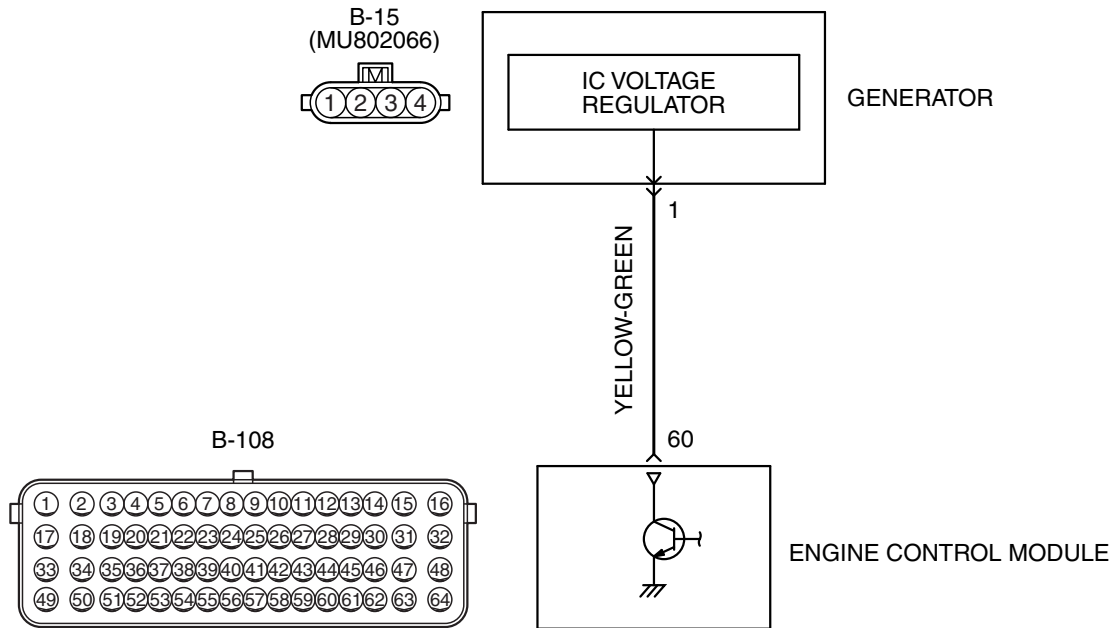 B-15
(MU802066)
1 2 3 4
IC VOLTAGE
REGULATOR
GENERATOR
1
YELLOW-GREEN
60
B-108
1 2 3 4 5 6 7 8 9 10 11 12 13 14 15 16
17 18 19 20 21 22 23 24 25 26 27 28 29 30 31 32
33 34 35 36 37 38 39 40 41 42 43 44 45 46 47 48
49 50 51 52 53 54 55 56 57 58 59 60 61 62 63 64
ENGINE CONTROL MODULE